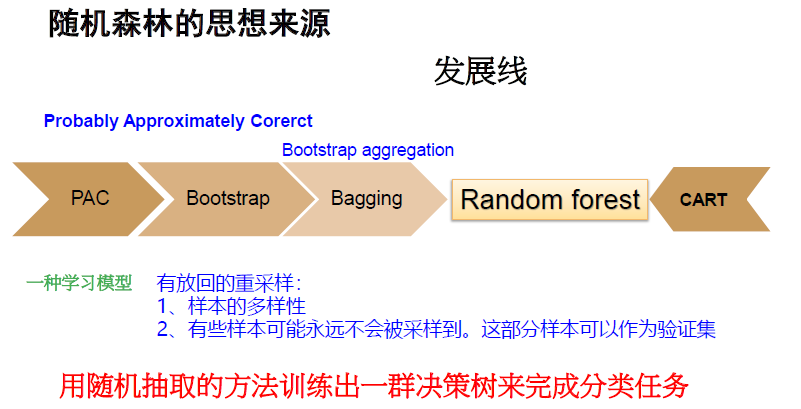 随机森林的思想来源
发展线
Probably Approximately Corerct
Bootstrap aggregation
PAC
Bootstrap
Bagging
Random forest
CART
一种学习模型
有放回的重采样：
1、样本的多样性
2、有些样本可能永远不会被采样到。这部分样本可以作为验证集
用随机抽取的方法训练出一群决策树来完成分类任务